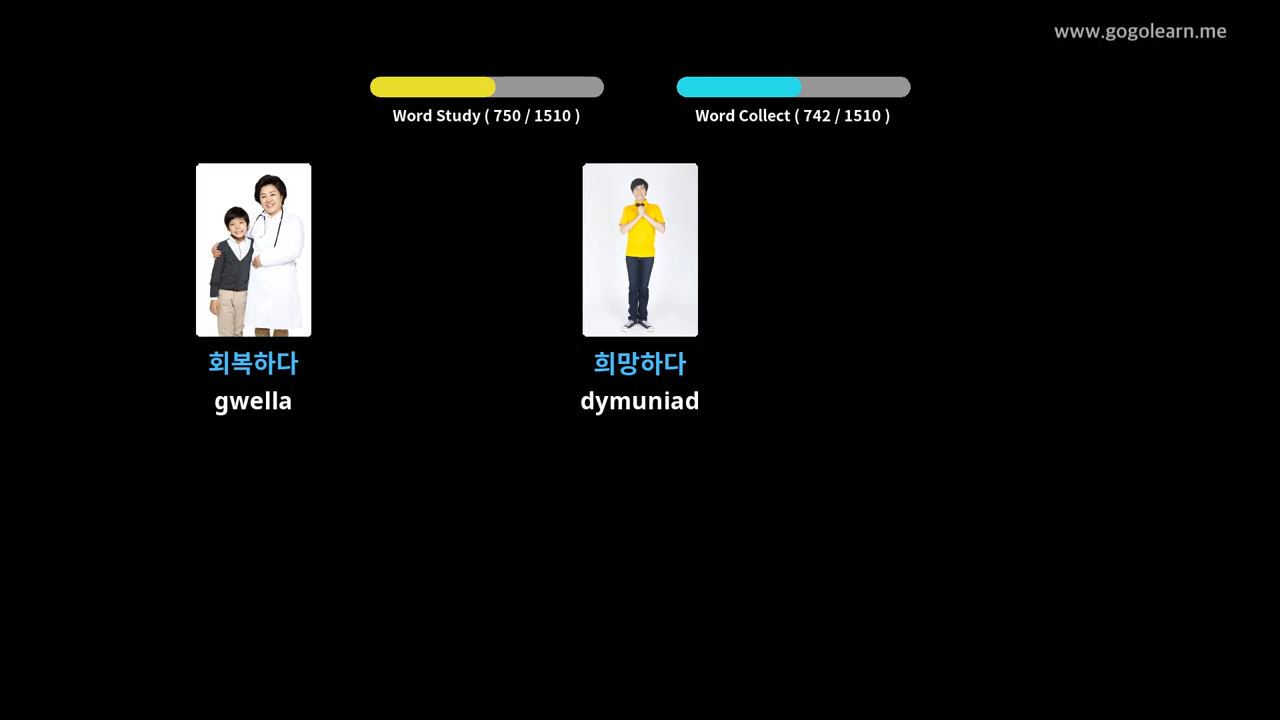 www.gogolearn.me
Word Study ( 750 / 1510 )
Word Collect ( 742 / 1510 )
회복하다
gwella
희망하다
dymuniad